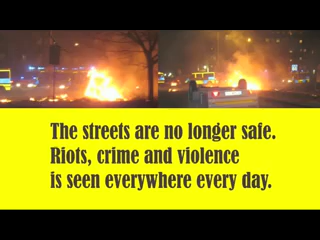 The streets are no longer safe.
Riots, crime and violence
is seen everywhere every day.